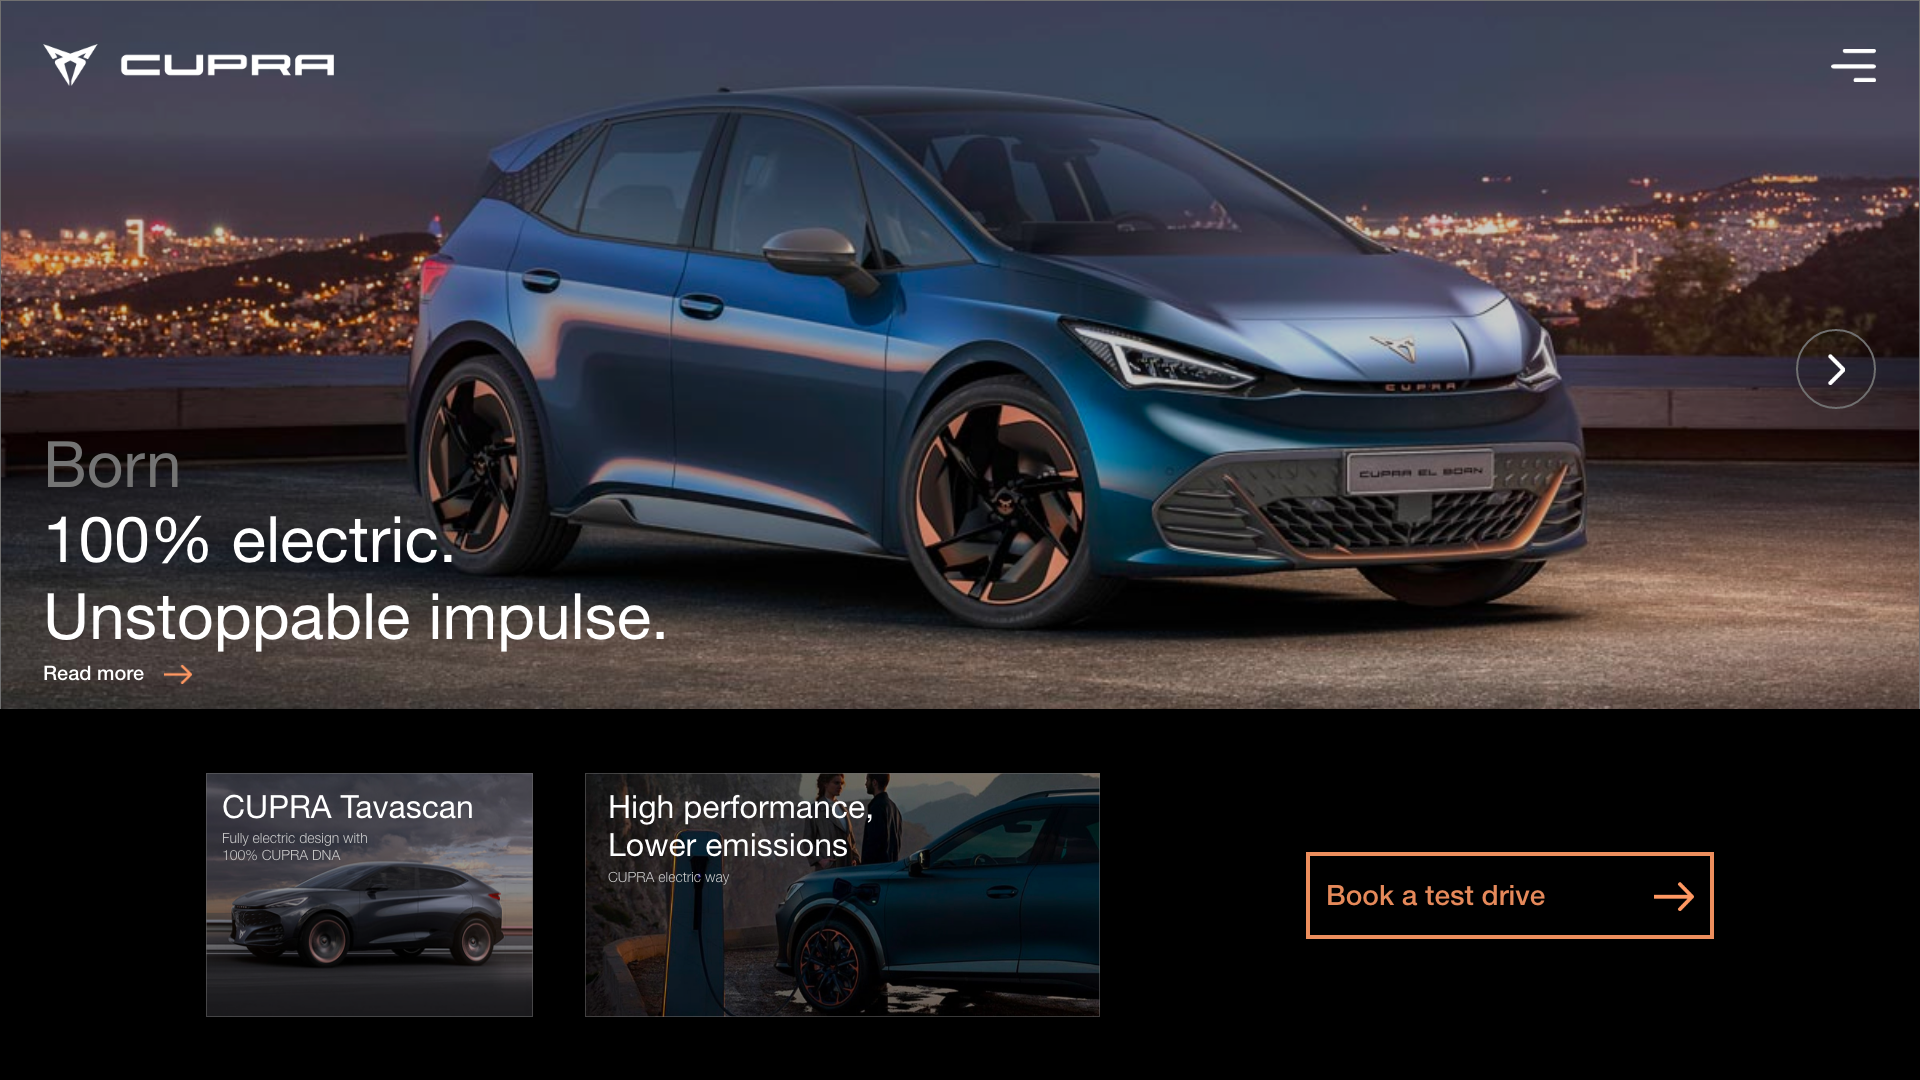 CUPRA
CUPRA
CUPRA EL BORN
Born
100% electric.
Unstoppable impulse.
Read more
CUPRA Tavascan
Fully electric design with
100% CUPRA DNA
High performance,
Lower emissions
CUPRA electric way
Book a test drive